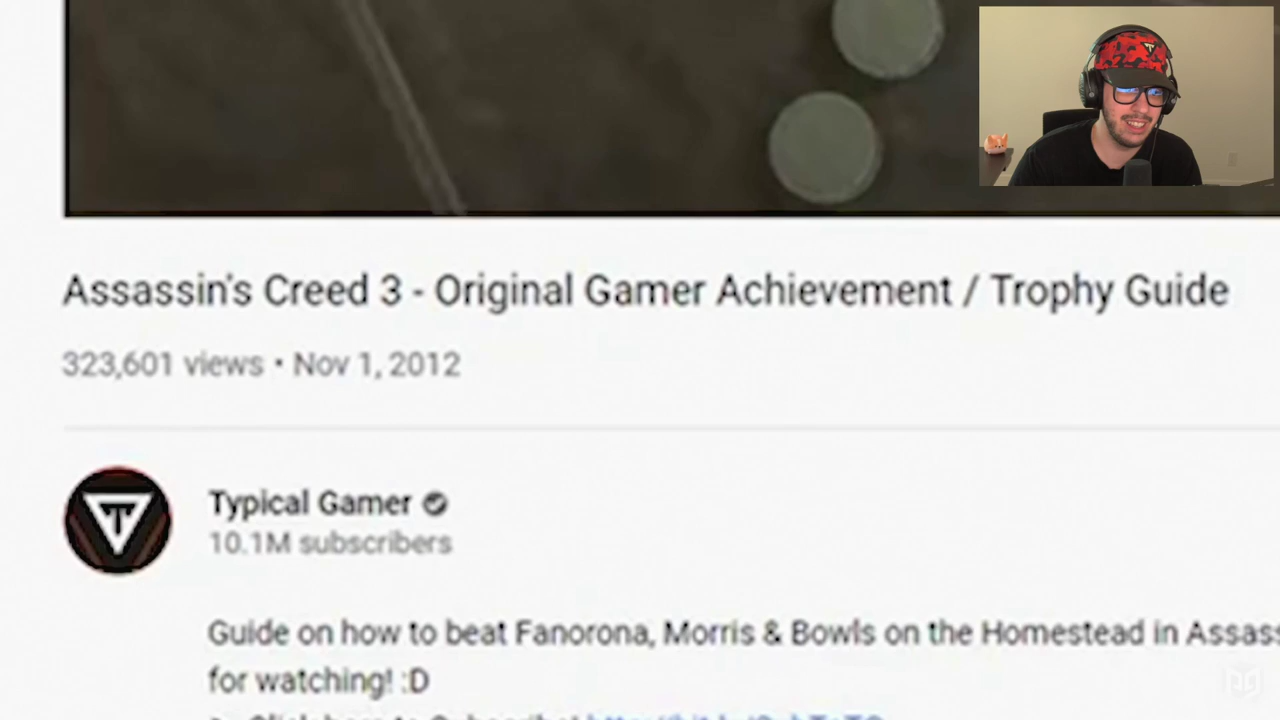 Assassin's Creed 3 - Original Gamer Achievement / Trophy Guide
323,601 views • Nov 1, 2012
Typical Gamer
10.1M subscribers
Guide on how to beat Fanorona, Morris & Bowls on the Homestead in Assass
for watching! :D